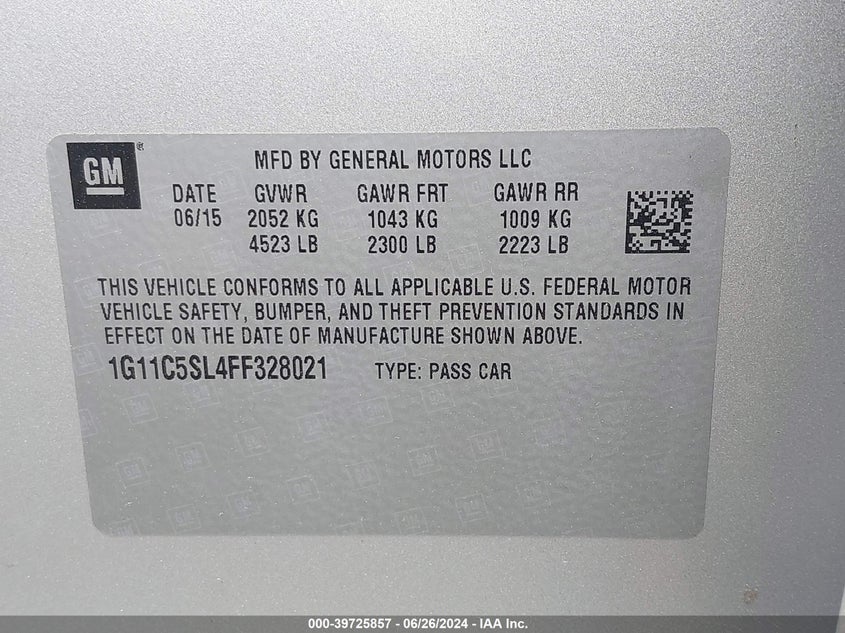 GM®
MFD BY GENERAL MOTORS LLC
DATE GVWR GAWR FRT GAWR RR
06/15 2052 KG 1043 KG 1009 KG
4523 LB 2300 LB 2223 LB
THIS VEHICLE CONFORMS TO ALL APPLICABLE U.S. FEDERAL MOTOR
VEHICLE SAFETY, BUMPER, AND THEFT PREVENTION STANDARDS IN
EFFECT ON THE DATE OF MANUFACTURE SHOWN ABOVE.
1G11C5SL4FF328021 TYPE: PASS CAR
000-39725857 / 06/26/2024 - IAA Inc.